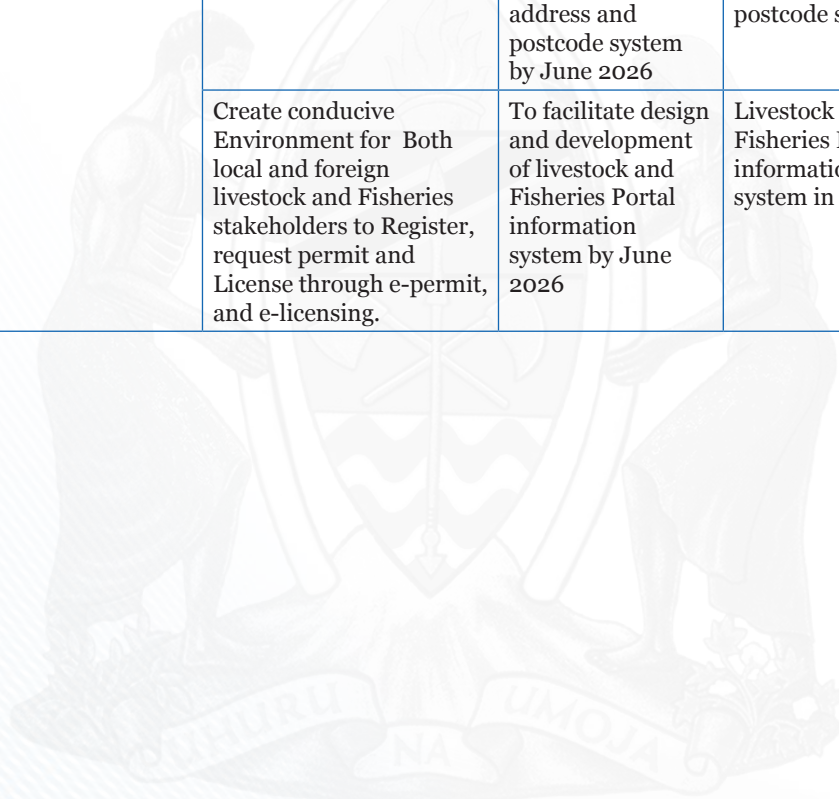 address and
postcode system
by June 2026
postcode
Create conducive
Environment for Both
local and foreign
livestock and Fisheries
stakeholders to Register,
request permit and
License through e-permit,
and e-licensing.
To facilitate design
and development
of livestock and
Fisheries Portal
information
system by June
2026
Livestock
Fisheries
system in
UHURU NA UMOJA